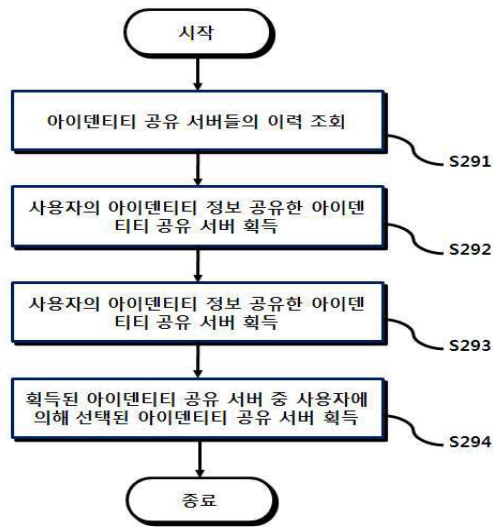 시작
아이덴티티 공유 서버들의 이력 조회
S291
사용자의 아이덴티티 정보 공유한 아이덴
티티 공유 서버 획득
S292
사용자의 아이덴티티 정보 공유한 아이덴
티티 공유 서버 획득
S293
획득된 아이덴티티 공유 서버 중 사용자에
의해 선택된 아이덴티티 공유 서버 획득
S294
종료